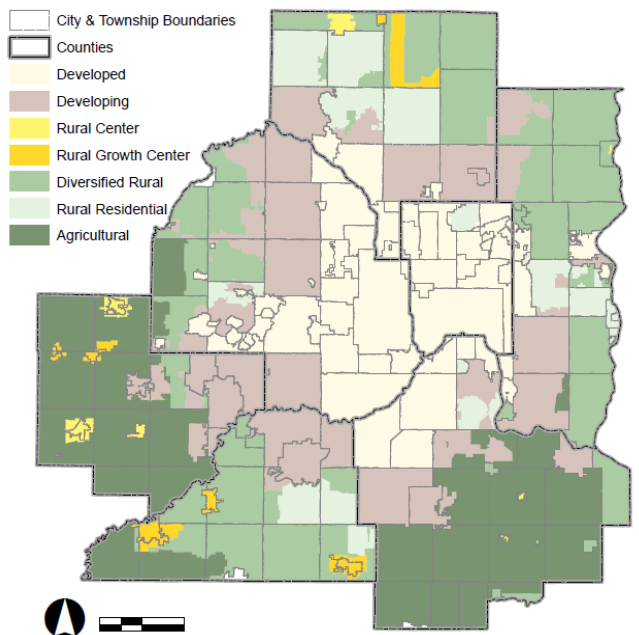 City & Township Boundaries
Counties
Developed
Developing
Rural Center
Rural Growth Center
Diversified Rural
Rural Residential
Agricultural